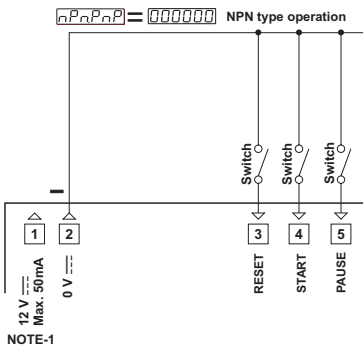 nPnPnP = 000000 NPN type operation
Switch
Switch
Switch
1
2
3
4
5
12 V
Max. 50mA
0 V
RESET
START
PAUSE
NOTE-1